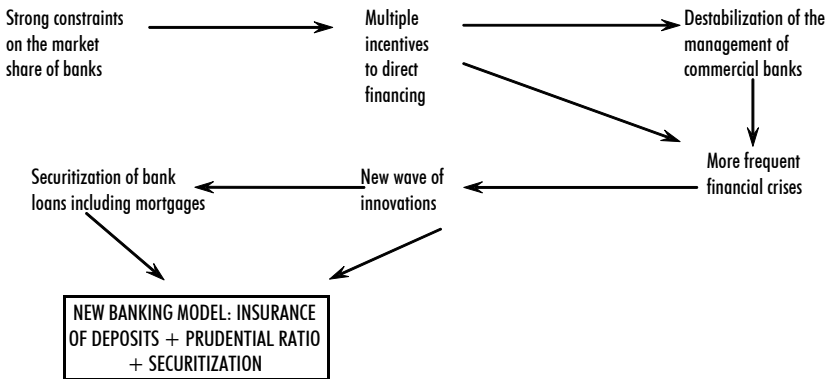 Strong constraints
on the market
share of banks
Multiple
incentives
to direct
financing
Destabilization of the
management of
commercial banks
More frequent
financial crises
New wave of
innovations
Securitization of bank
loans including mortgages
NEW BANKING MODEL: INSURANCE
OF DEPOSITS + PRUDENTIAL RATIO
+ SECURITIZATION